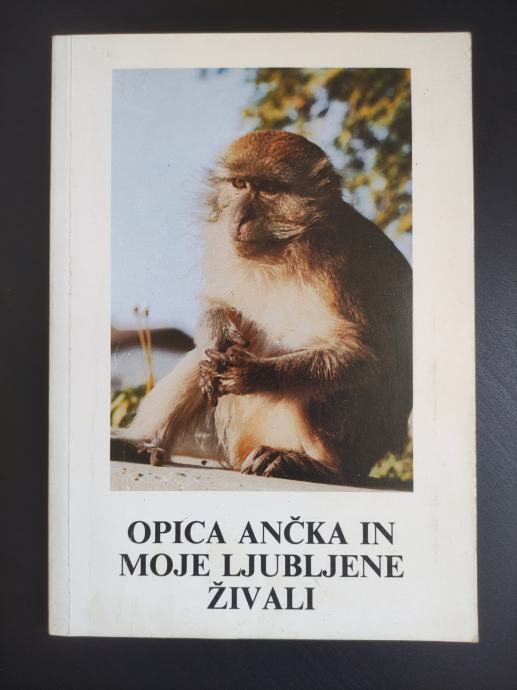 OPICA ANČKA IN
MOJE LJUBLJENE
ŽIVALI